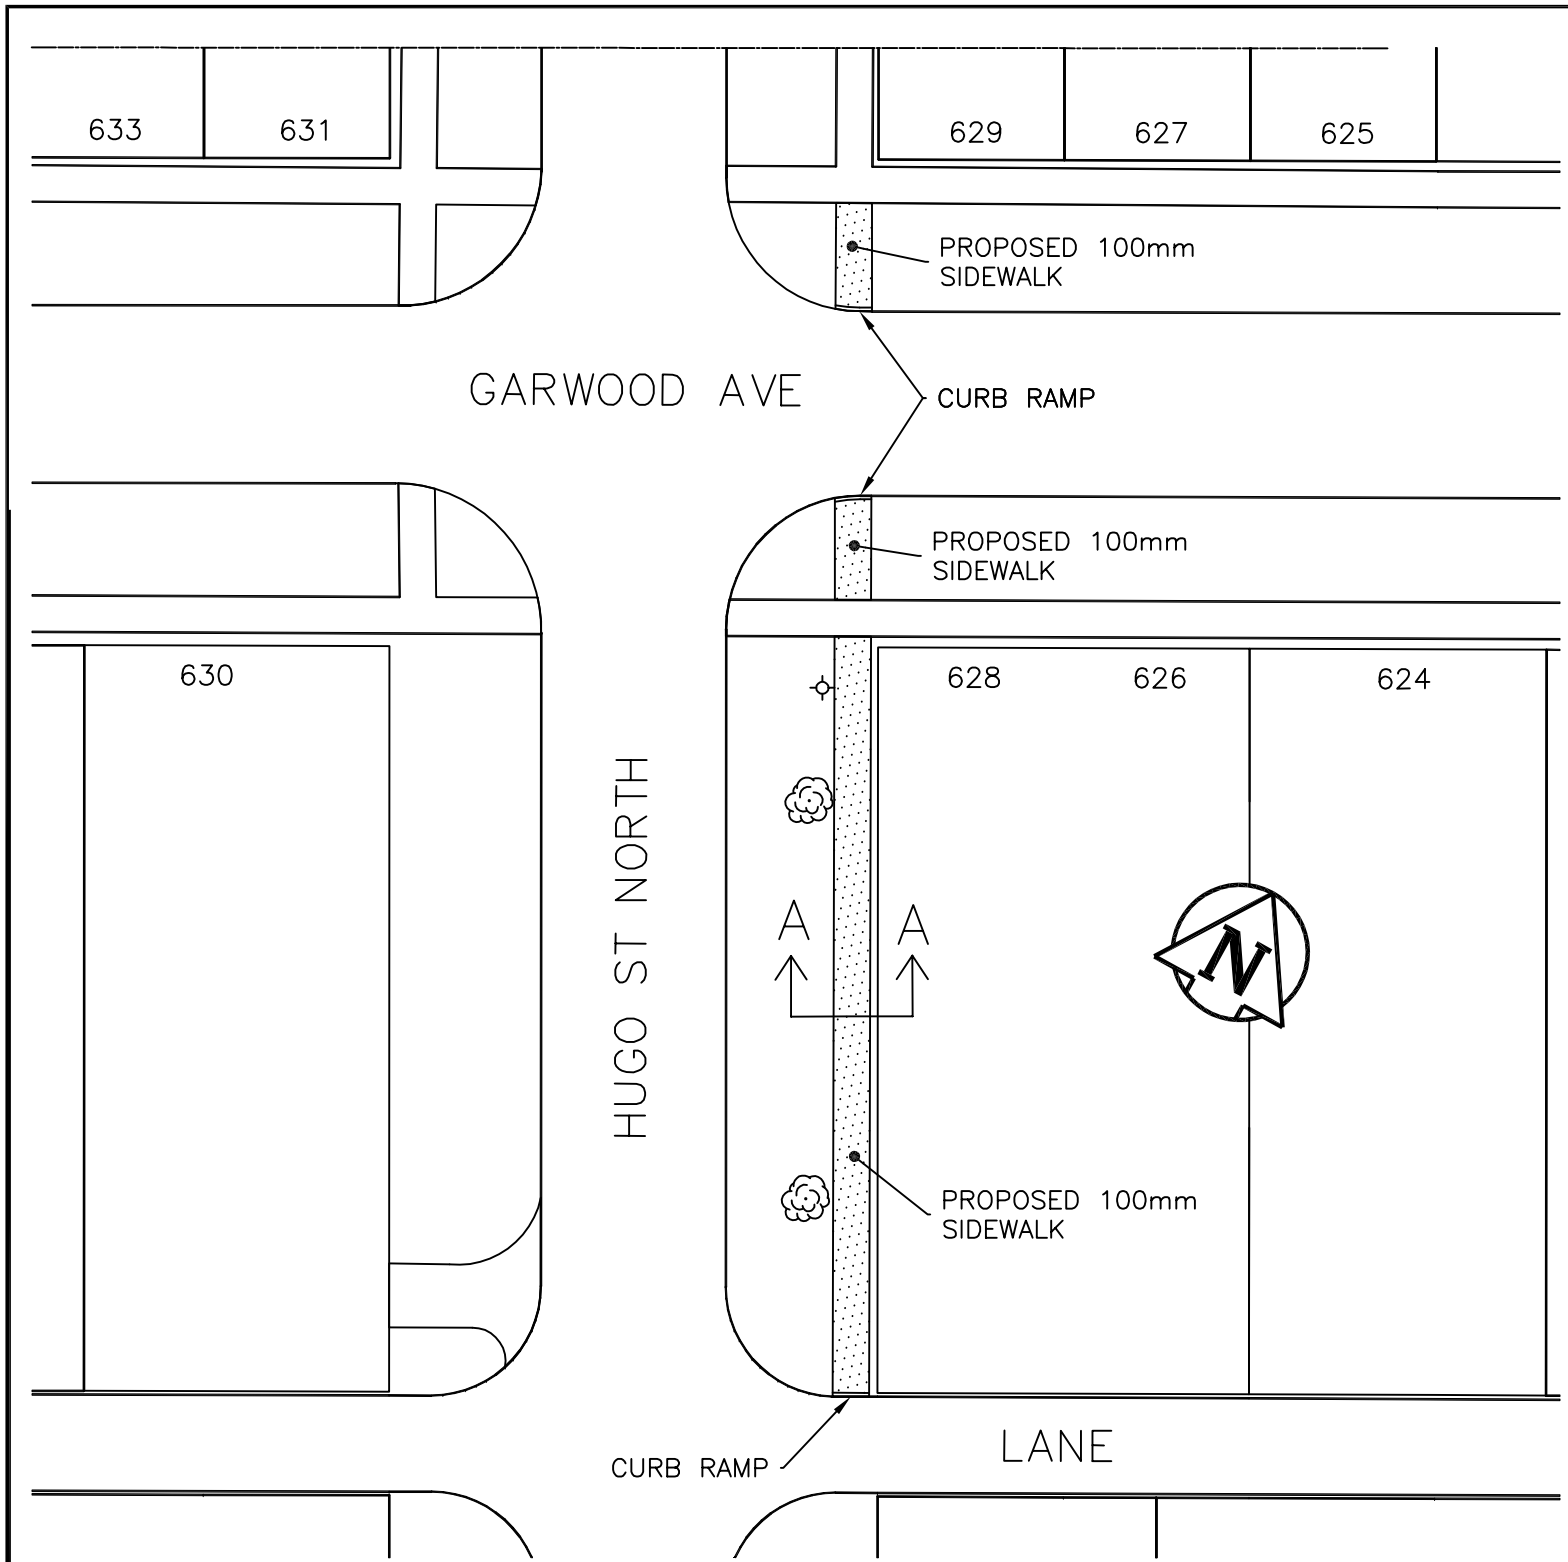 633
631
629
627
625
PROPOSED 100mm
SIDEWALK
GARWOOD AVE
CURB RAMP
PROPOSED 100mm
SIDEWALK
630
628
626
624
HUGO ST NORTH
A
A
N
PROPOSED 100mm
SIDEWALK
LANE
CURB RAMP